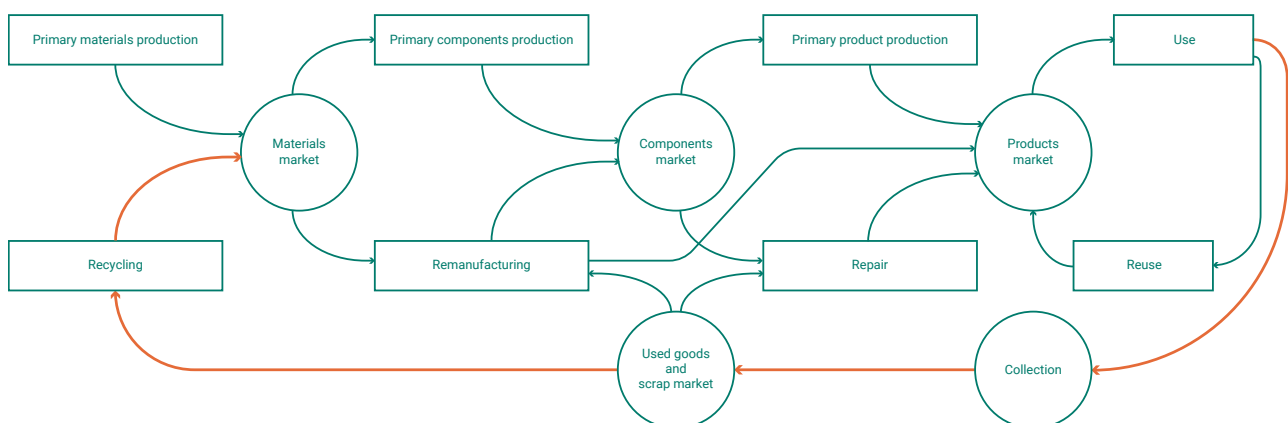 Primary materials production
Primary components production
Primary product production
Use
Materials
market
Components
market
Products
market
Recycling
Remanufacturing
Repair
Reuse
Used goods
and
scrap market
Collection